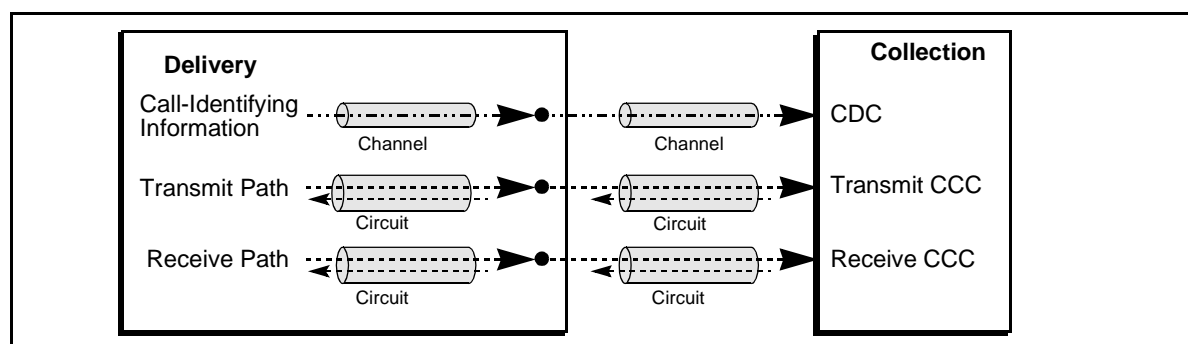 Delivery
Collection
Call-Identifying
Information
Channel
Channel
CDC
Transmit Path
Circuit
Circuit
Transmit CCC
Receive Path
Circuit
Circuit
Receive CCC